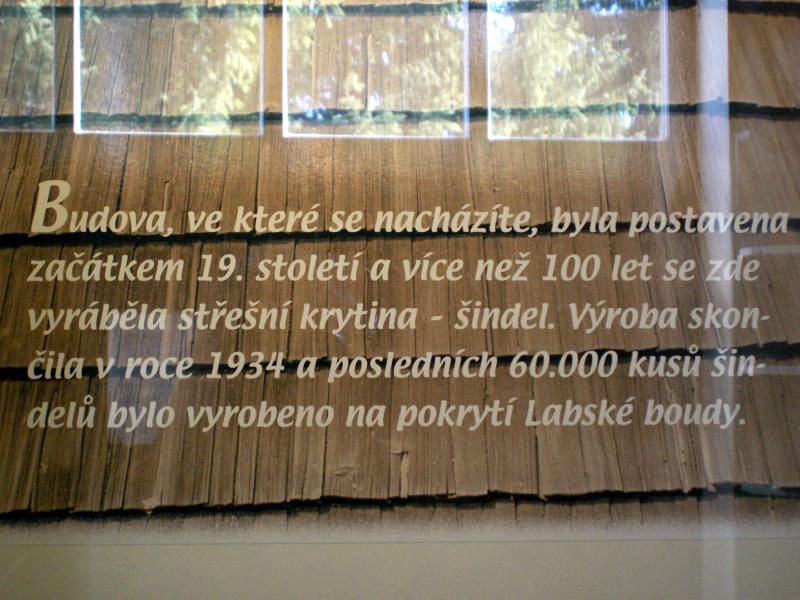 Budova, ve které se nacházíte, byla postavena
začátkem 19. století a více než 100 let se zde
vyráběla střešní krytina - šindel. Výroba skon-
čila v roce 1934 a posledních 60.000 kusů šin-
delů bylo vyrobeno na pokrytí Labské boudy.